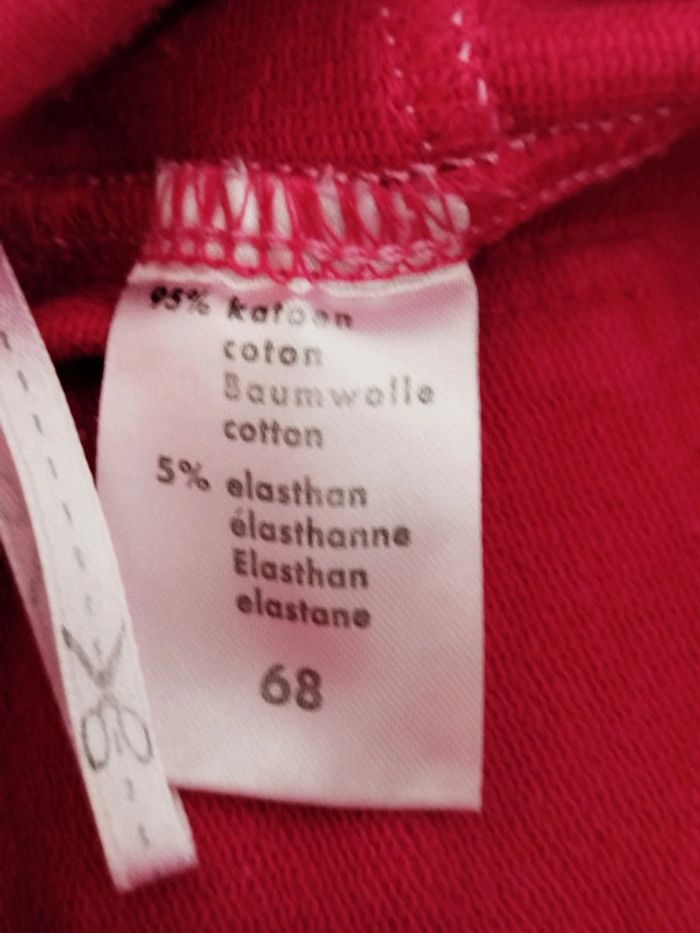 95% katoen
coton
Baumwolle
cotton
5% elasthan
élasthanne
Elasthan
elastane
68